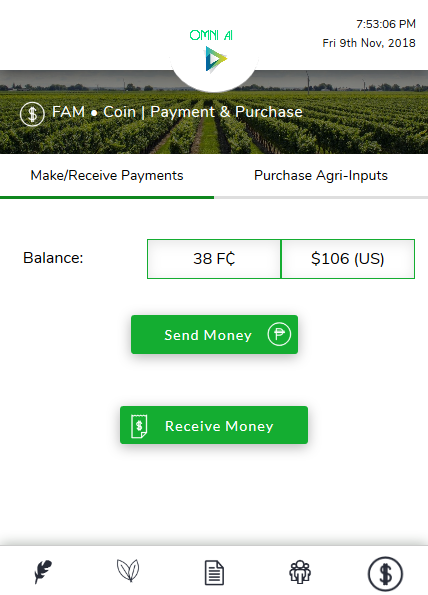 7:53:06 PM
OMNI AI
Fri 9th Nov, 2018
FAM • Coin | Payment & Purchase
Make/Receive Payments
Purchase Agri-Inputs
Balance:
38 F₵
$106 (US)
Send Money
Receive Money